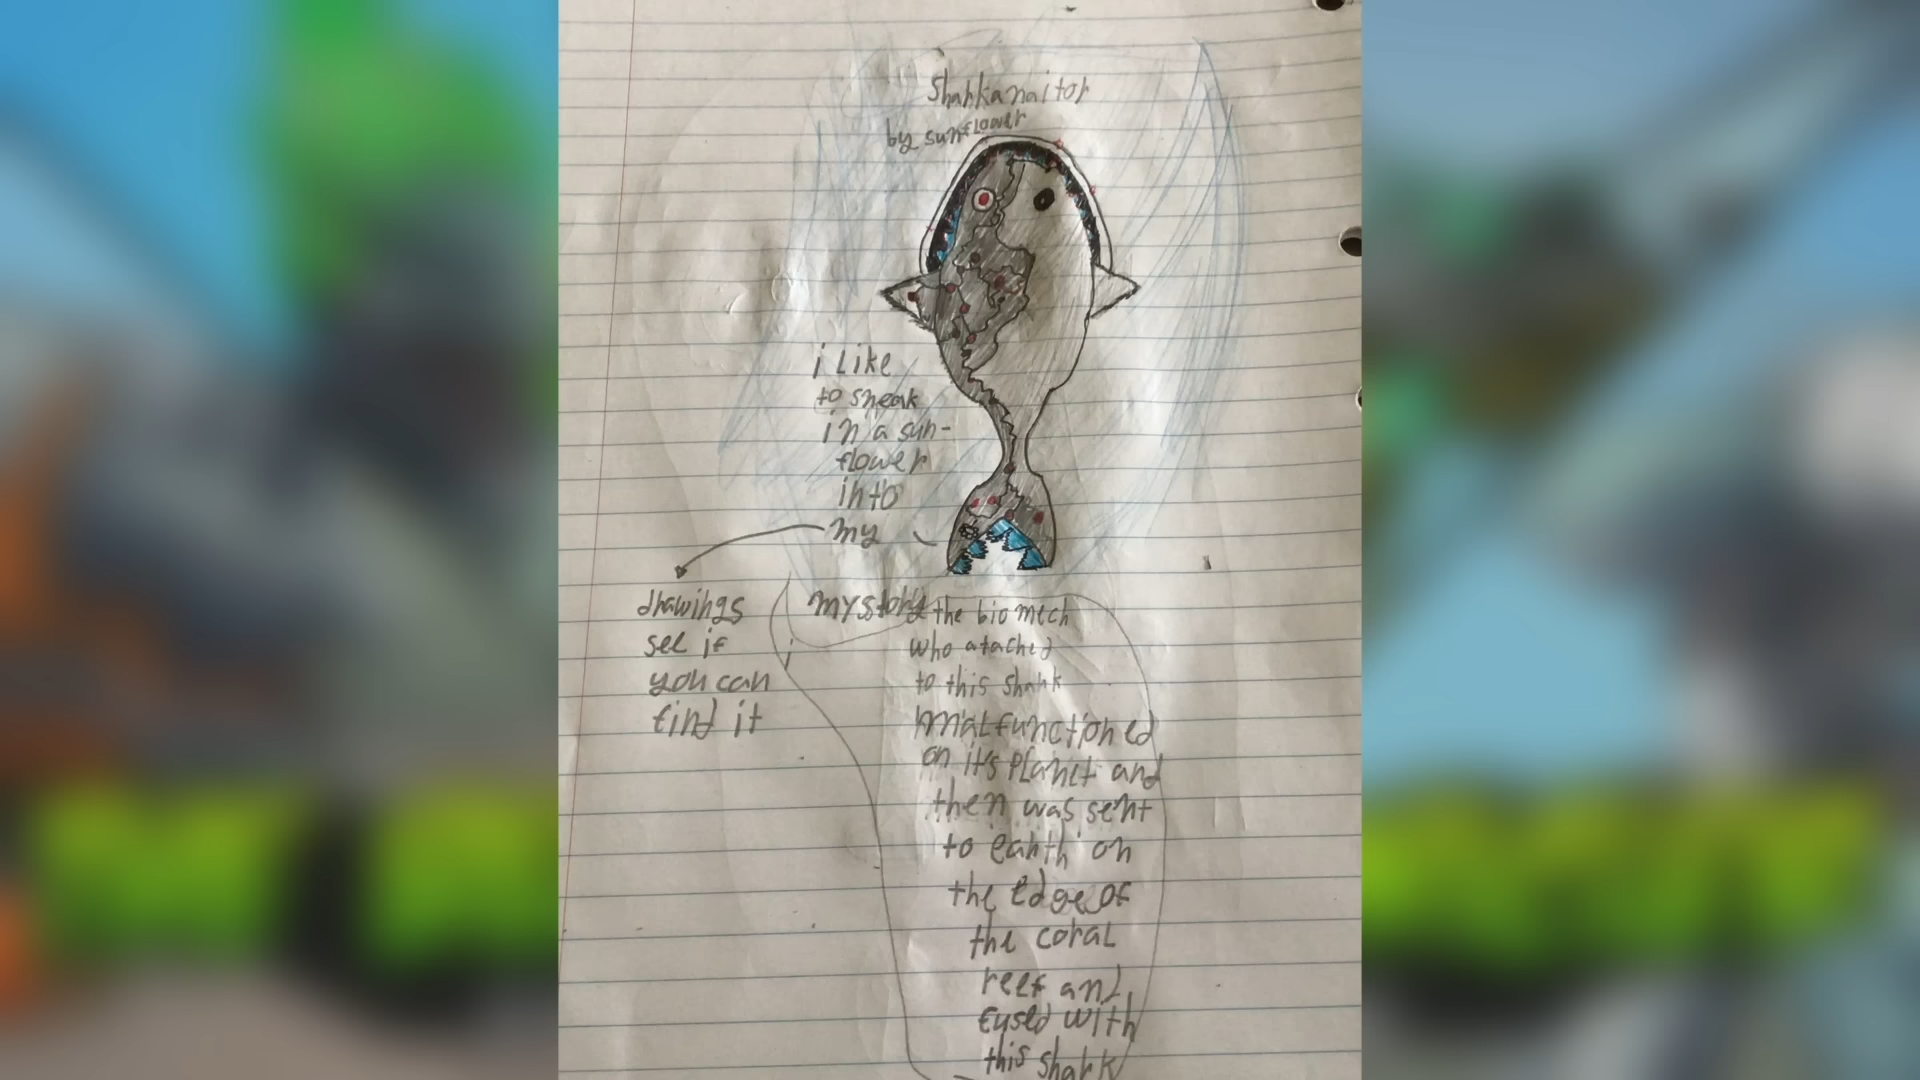 Sharkanaitor
by sunflower
i like
to sneak
in a sun-
flower
into
my
drawings
see if
you can
find it
my story
the bio mech
who atached
to this shark
malfunctioned
on it's planet and
then was sent
to earth on
the edge of
the coral
reef and
fused with
this shark